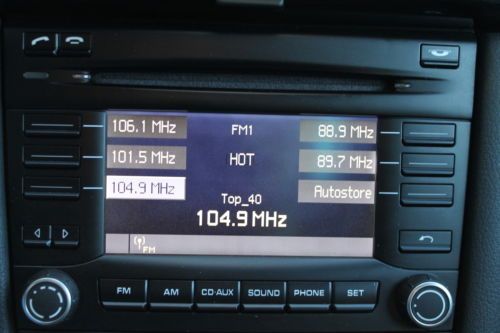 106.1 MHz FM1 88.9 MHz
101.5 MHz HOT 89.7 MHz
104.9 MHz Top_40 Autostore
104.9 MHz
FM
FM AM CD·AUX SOUND PHONE SET